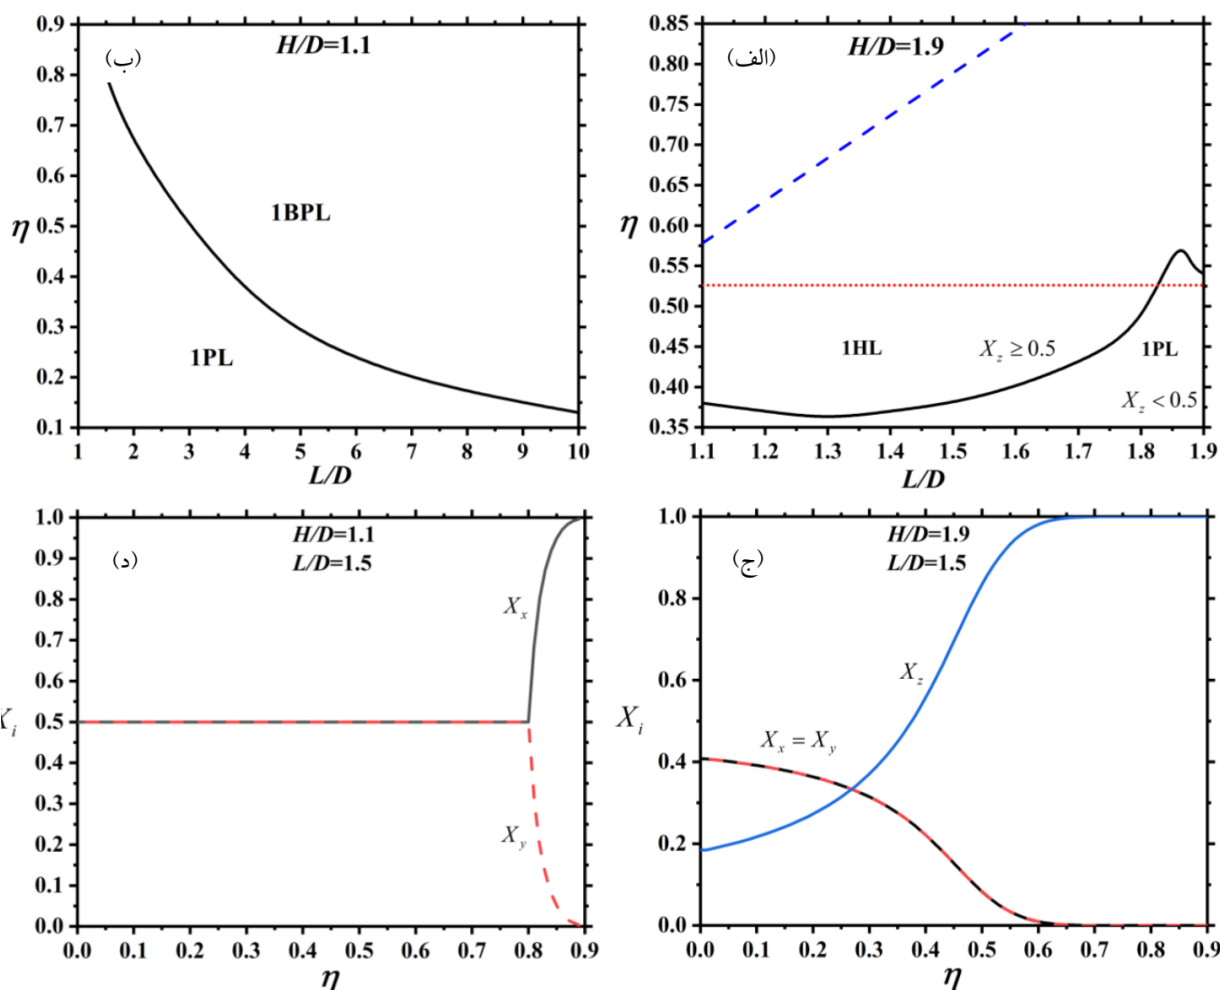 H/D=1.1
(ب)
0.9
0.8
0.7
0.6
0.5
0.4
0.3
0.2
0.1
η
1BPL
1PL
1 2 3 4 5 6 7 8 9 10
L/D
H/D=1.9
(الف)
0.85
0.80
0.75
0.70
0.65
0.60
0.55
0.50
0.45
0.40
0.35
η
1HL
X_z ≥ 0.5
1PL
X_z < 0.5
1.1 1.2 1.3 1.4 1.5 1.6 1.7 1.8 1.9
L/D
H/D=1.1
L/D=1.5
(د)
1.0
0.9
0.8
0.7
0.6
0.5
0.4
0.3
0.2
0.1
0.0
X_i
X_x
X_y
0.0 0.1 0.2 0.3 0.4 0.5 0.6 0.7 0.8 0.9
η
H/D=1.9
L/D=1.5
(ج)
1.0
0.8
0.6
0.4
0.2
0.0
X_i
X_z
X_x = X_y
0.0 0.1 0.2 0.3 0.4 0.5 0.6 0.7 0.8 0.9
η